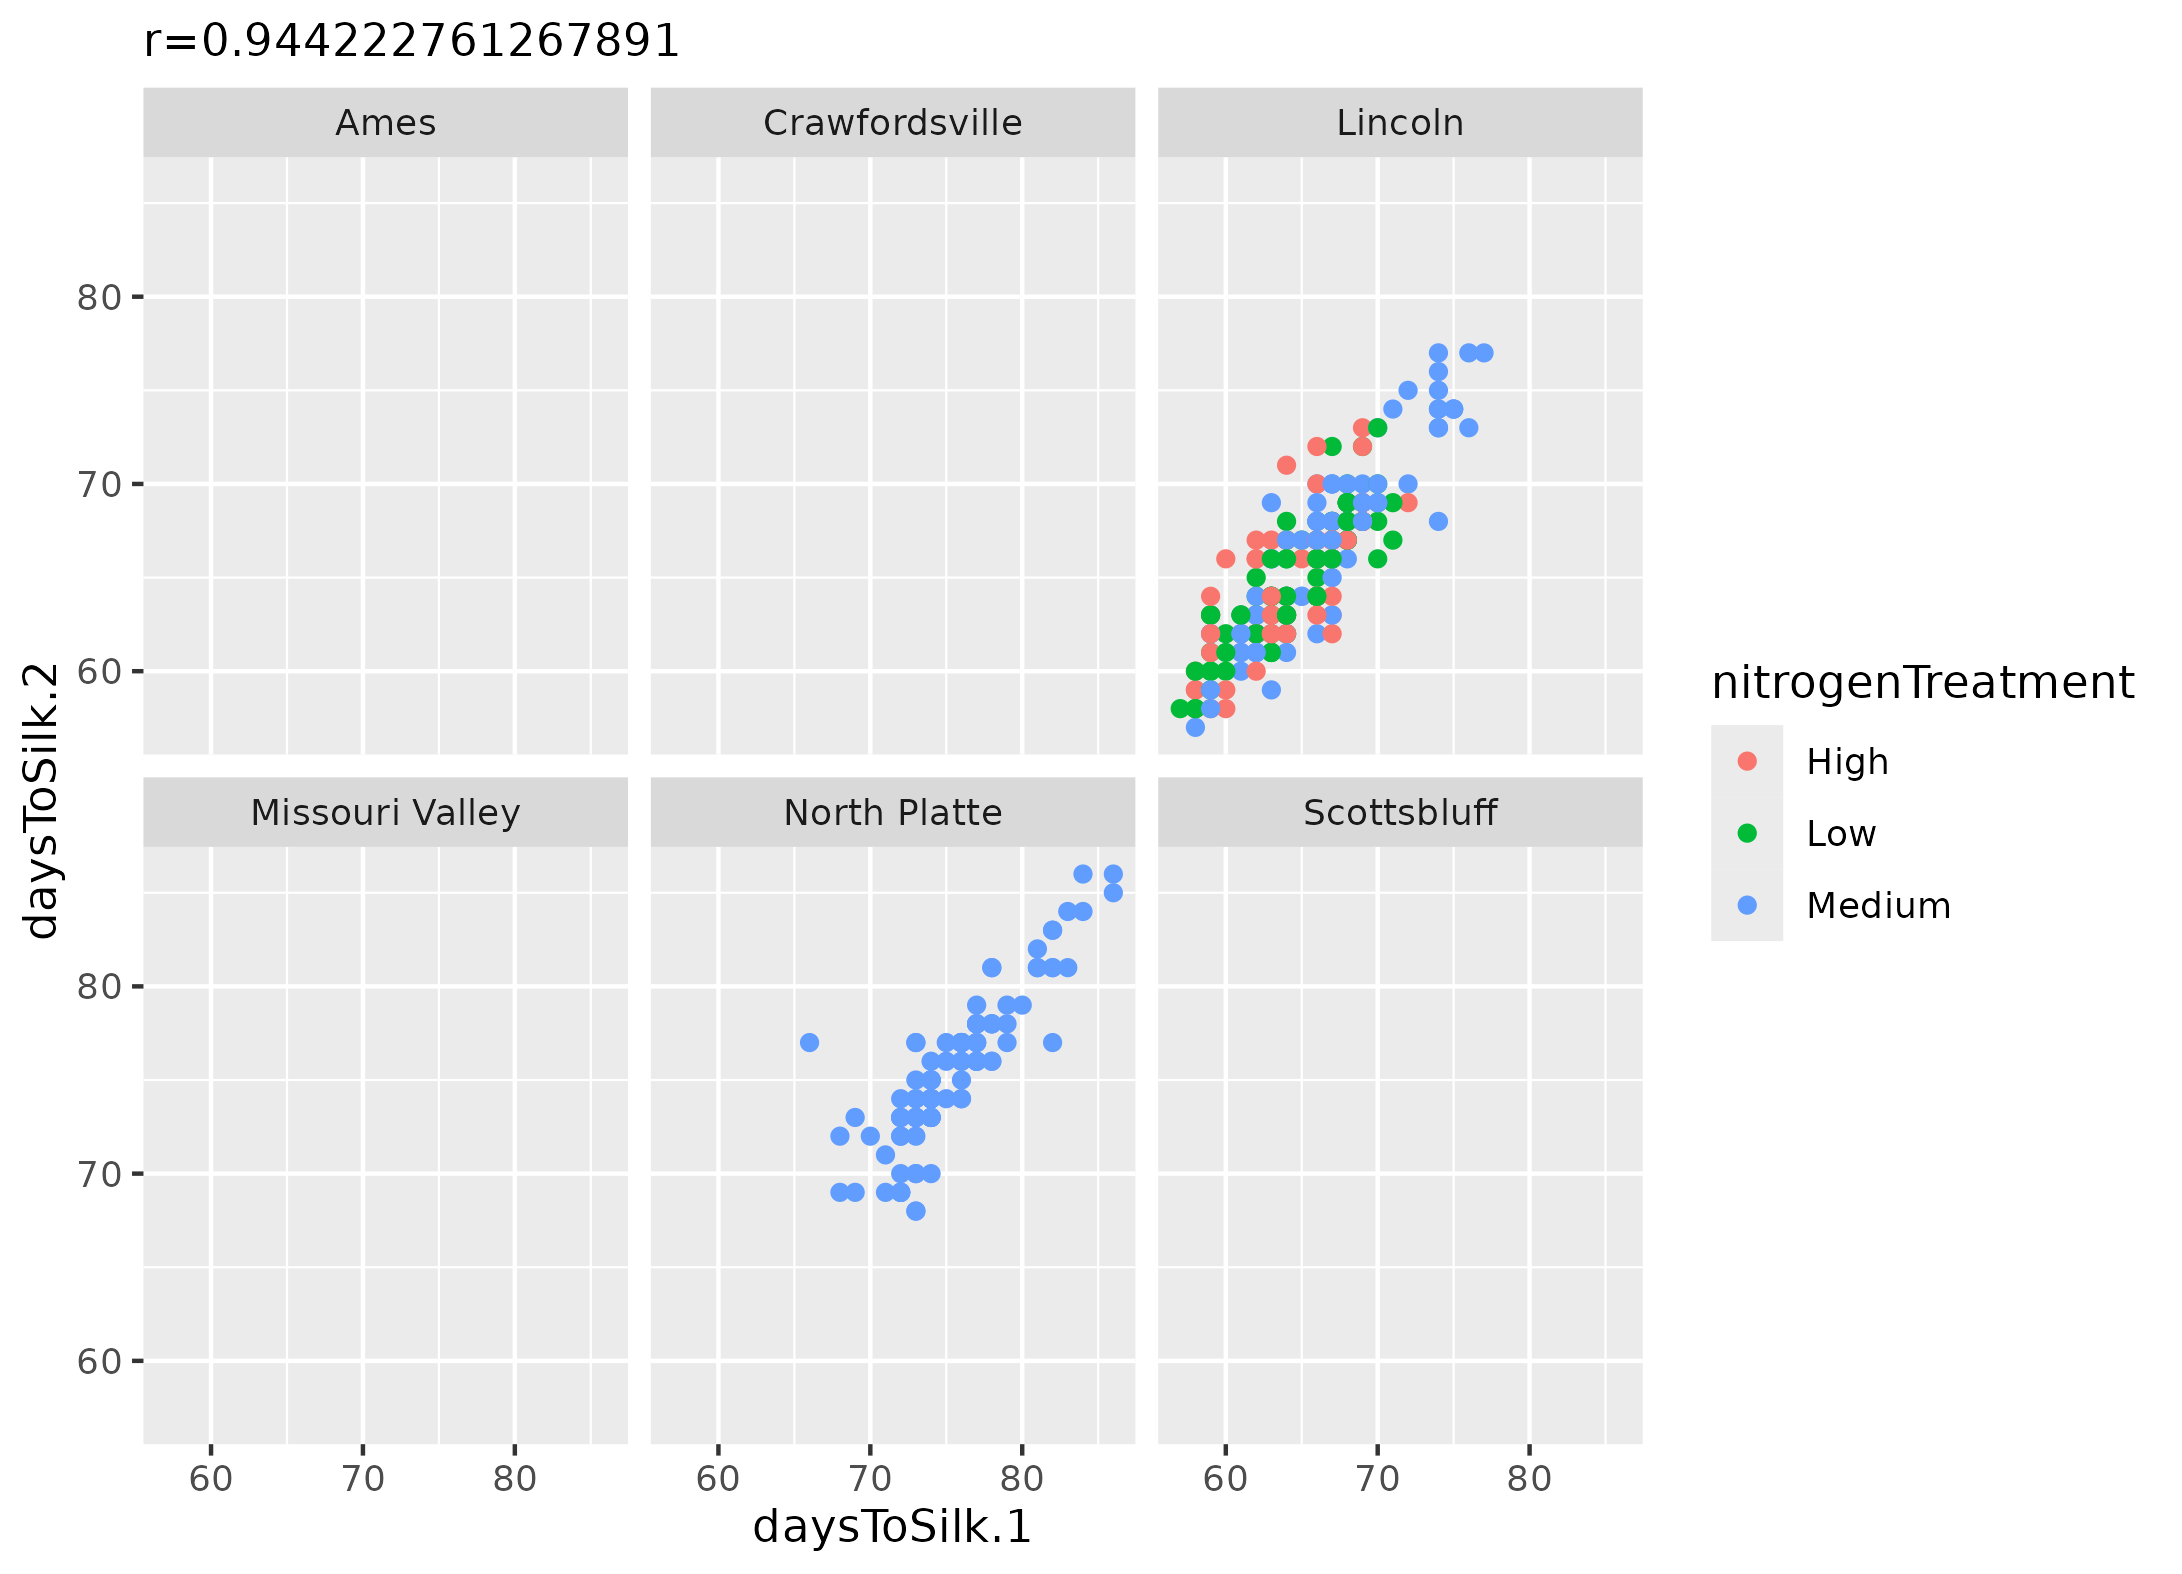 r=0.944222761267891
Ames
Crawfordsville
Lincoln
80
70
60
Missouri Valley
North Platte
Scottsbluff
80
70
60
60 70 80
60 70 80
60 70 80
daysToSilk.1
daysToSilk.2
nitrogenTreatment
High
Low
Medium